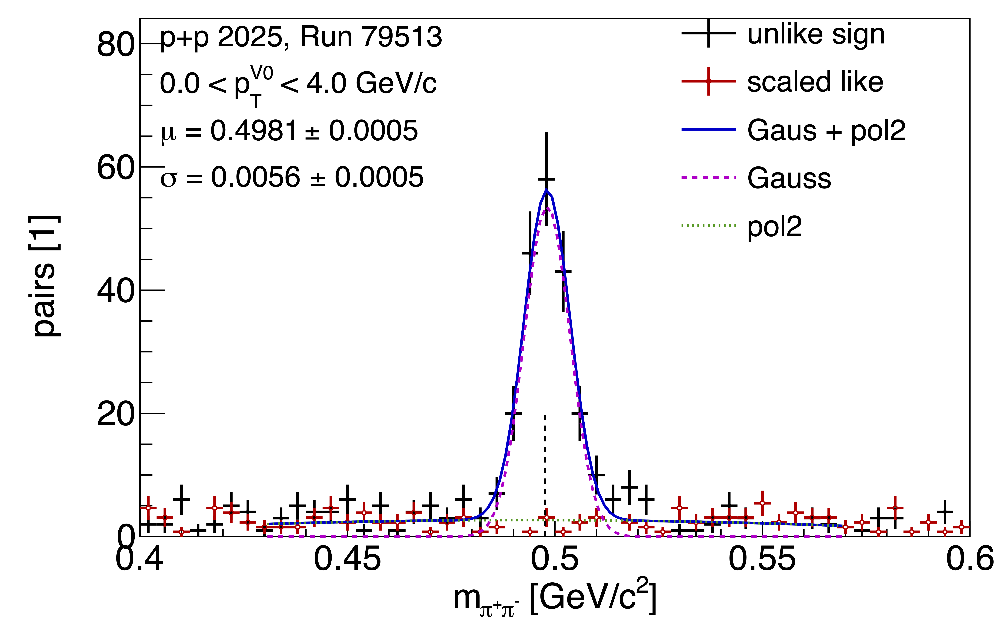 p+p 2025, Run 79513
0.0 < p_T^V0 < 4.0 GeV/c
μ = 0.4981 ± 0.0005
σ = 0.0056 ± 0.0005
unlike sign
scaled like
Gaus + pol2
Gauss
pol2
pairs [1]
80
60
40
20
0
0.4 0.45 0.5 0.55 0.6
m_π⁺π⁻ [GeV/c²]